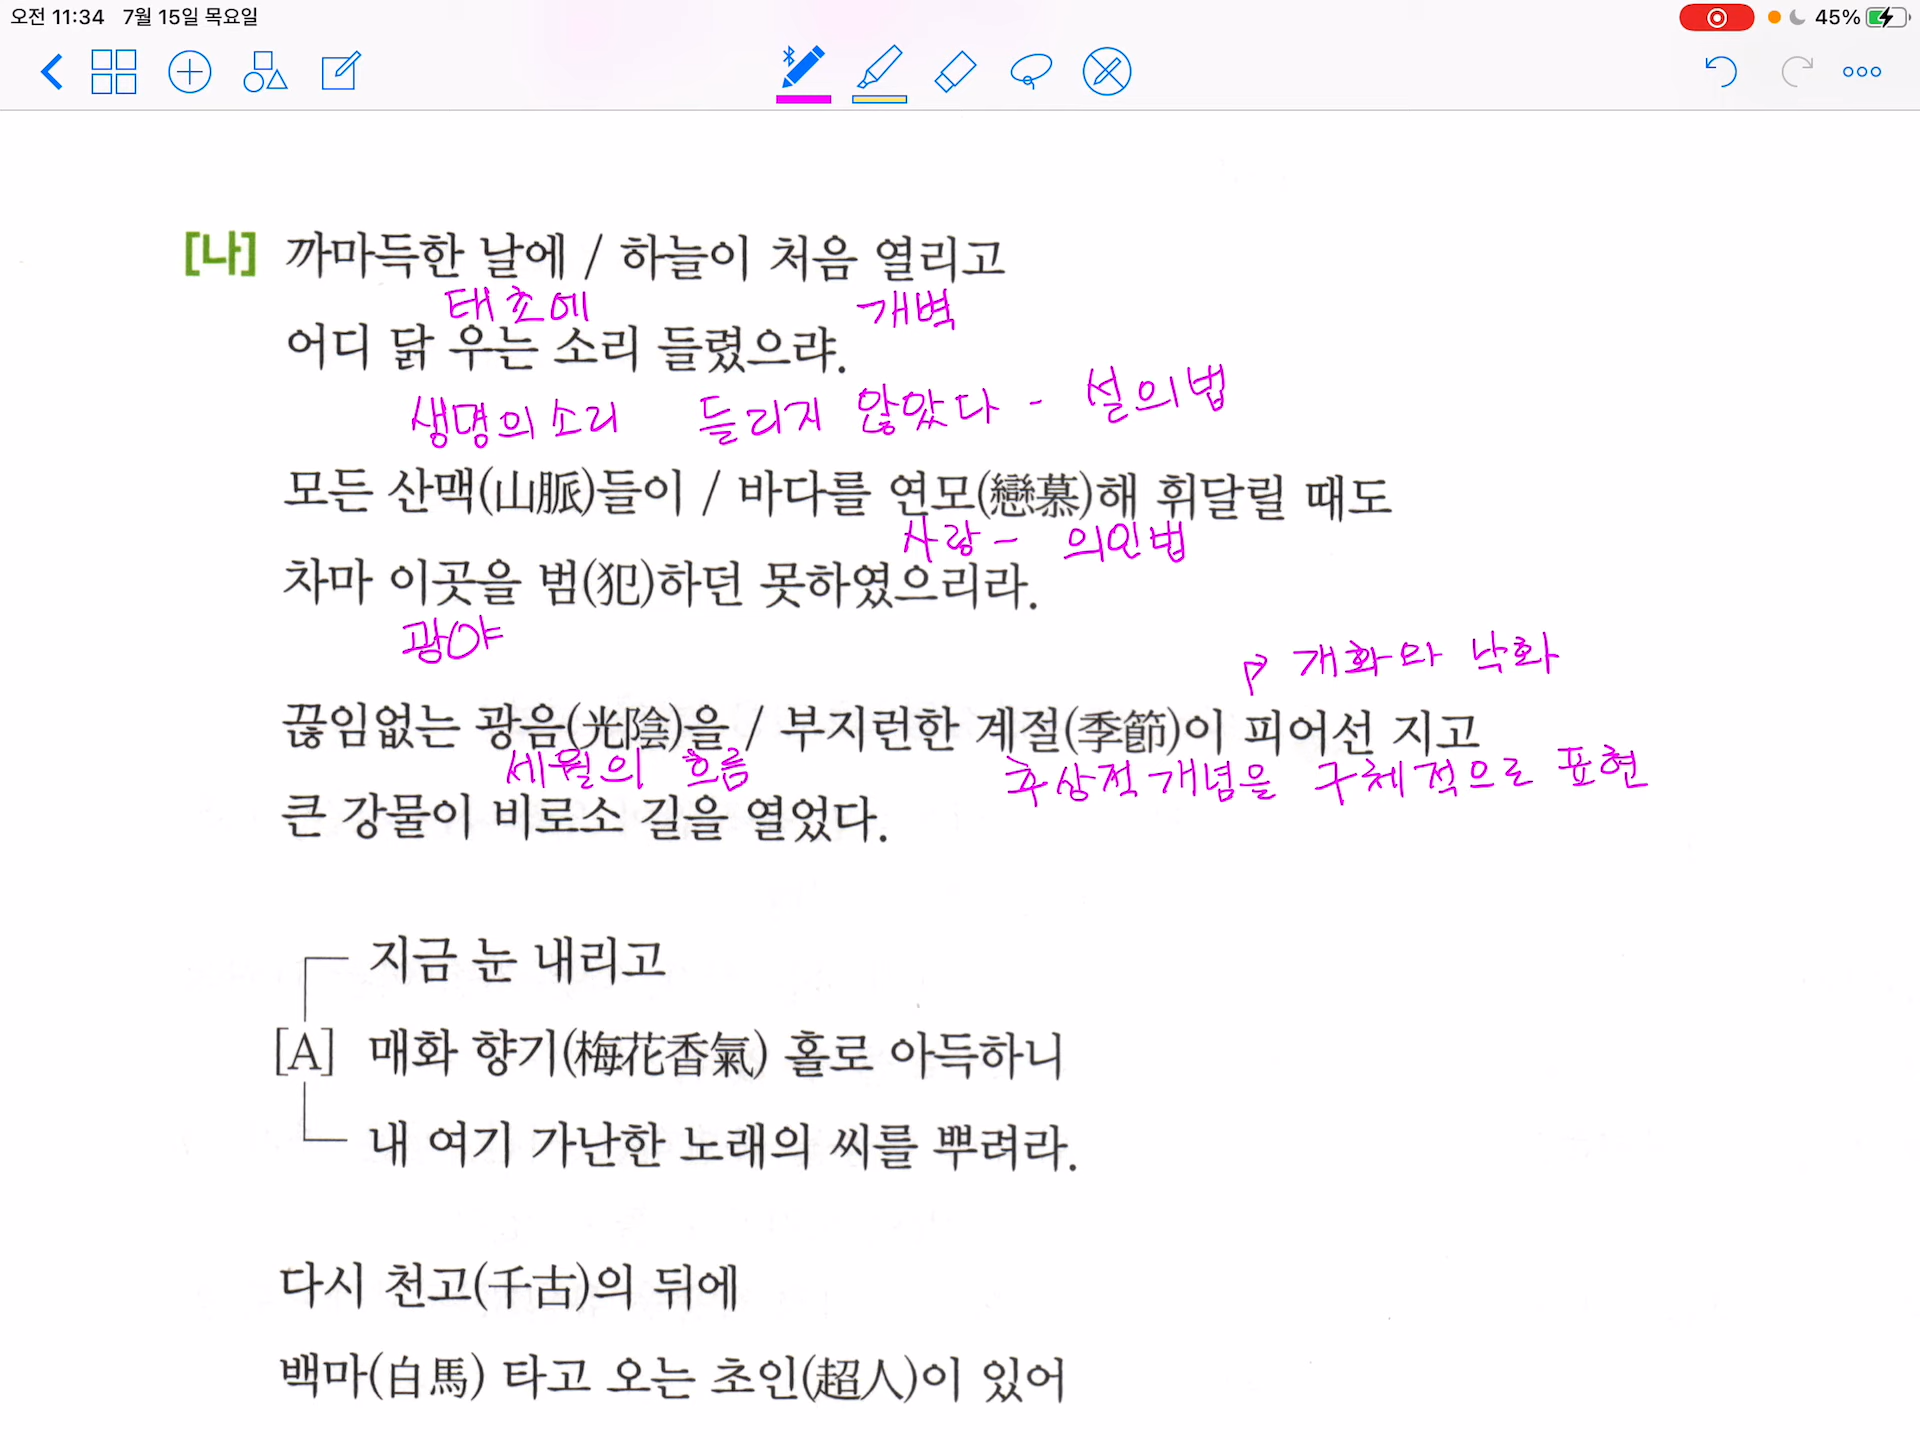 오전 11:34 7월 15일 목요일 45%
[나] 까마득한 날에 / 하늘이 처음 열리고
태초에 개벽
어디 닭 우는 소리 들렸으랴.
생명의 소리 들리지 않았다 - 설의법
모든 산맥(山脈)들이 / 바다를 연모(戀慕)해 휘달릴 때도
사랑 - 의인법
차마 이곳을 범(犯)하던 못하였으리라.
광야
개화와 낙화
끊임없는 광음(光陰)을 / 부지런한 계절(季節)이 피어선 지고
세월의 흐름 추상적 개념을 구체적으로 표현
큰 강물이 비로소 길을 열었다.
지금 눈 내리고
[A] 매화 향기(梅花香氣) 홀로 아득하니
내 여기 가난한 노래의 씨를 뿌려라.
다시 천고(千古)의 뒤에
백마(白馬) 타고 오는 초인(超人)이 있어